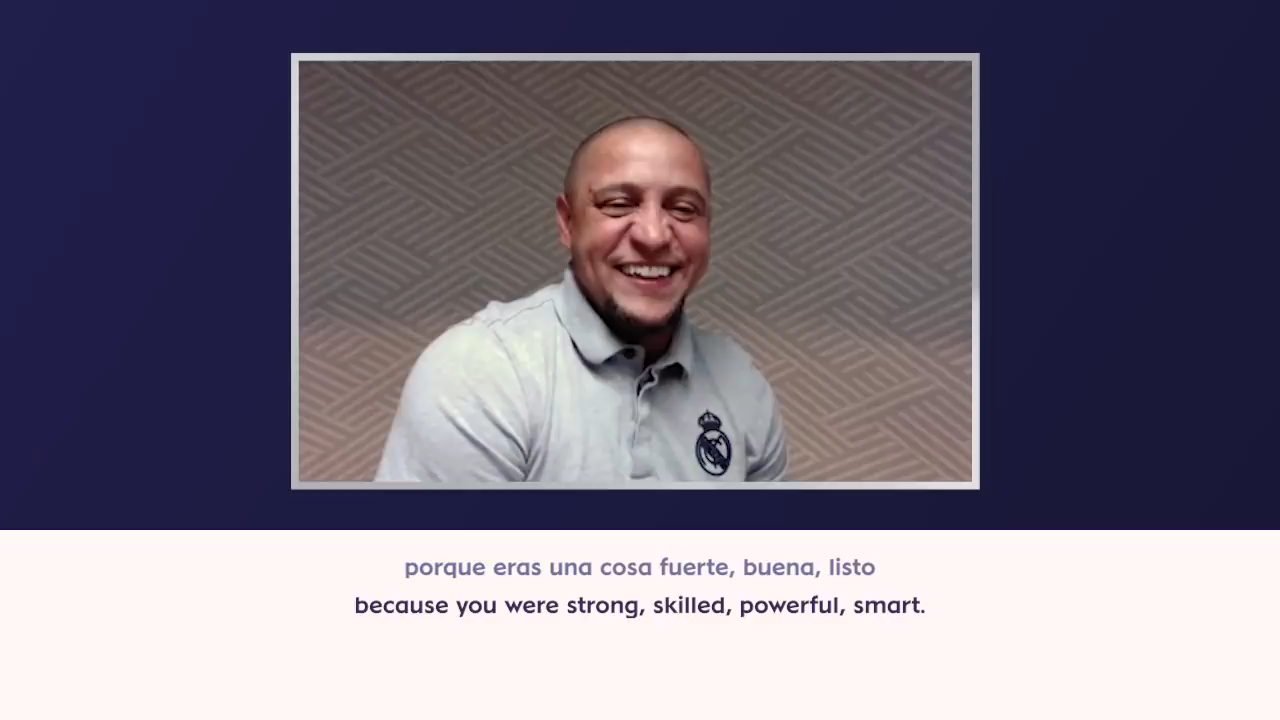 porque eras una cosa fuerte, buena, listo
because you were strong, skilled, powerful, smart.